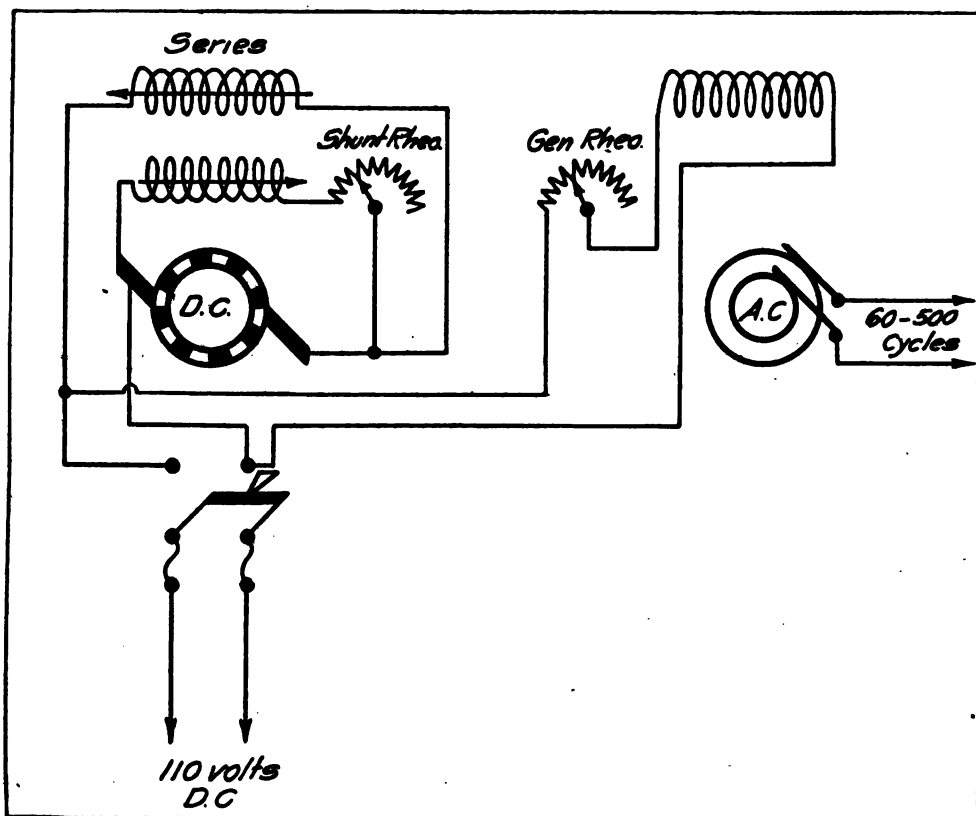 Series
Shunt Rheo.
Gen Rheo.
D.C.
A.C
60-500
Cycles
110 volts
D.C